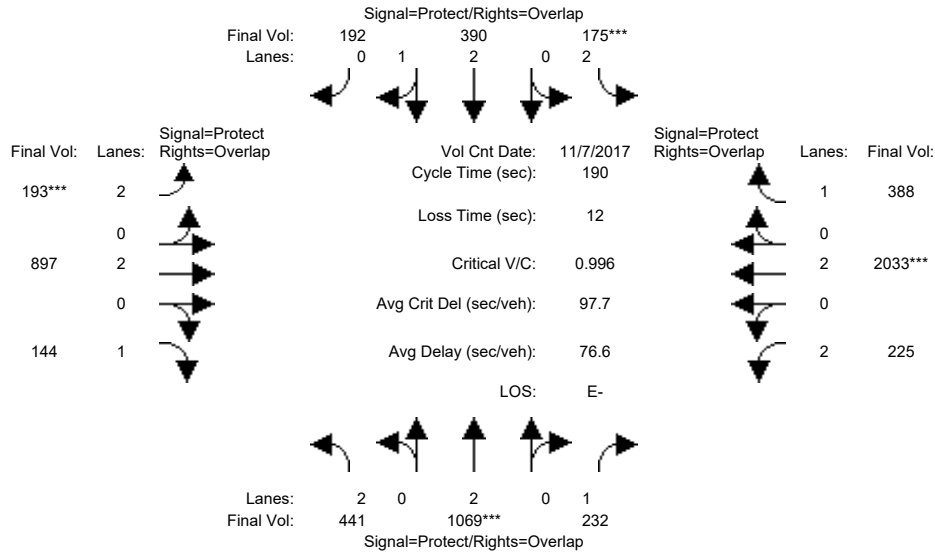 Signal=Protect/Rights=Overlap
Final Vol: 192 390 175***
Lanes: 0 1 2 0 2
Signal=Protect Signal=Protect
Final Vol: Lanes: Rights=Overlap Vol Cnt Date: 11/7/2017 Rights=Overlap Lanes: Final Vol:
Cycle Time (sec): 190
193*** 2 1 388
Loss Time (sec): 12
0 0
897 2 Critical V/C: 0.996 2 2033***
0 Avg Crit Del (sec/veh): 97.7 0
144 1 Avg Delay (sec/veh): 76.6 2 225
LOS: E-
Lanes: 2 0 2 0 1
Final Vol: 441 1069*** 232
Signal=Protect/Rights=Overlap